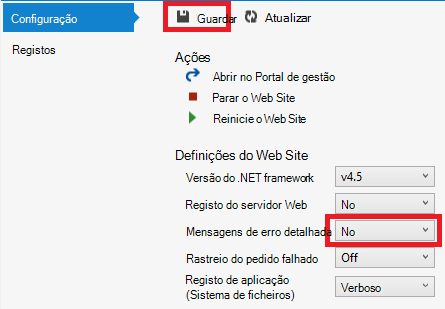 Configuração
Guardar
Atualizar
Registos
Ações
Abrir no Portal de gestão
Parar o Web Site
Reinicie o Web Site
Definições do Web Site
Versão do .NET framework
v4.5
Registo do servidor Web
No
Mensagens de erro detalhada
No
Rastreio do pedido falhado
Off
Registo de aplicação
(Sistema de ficheiros)
Verboso